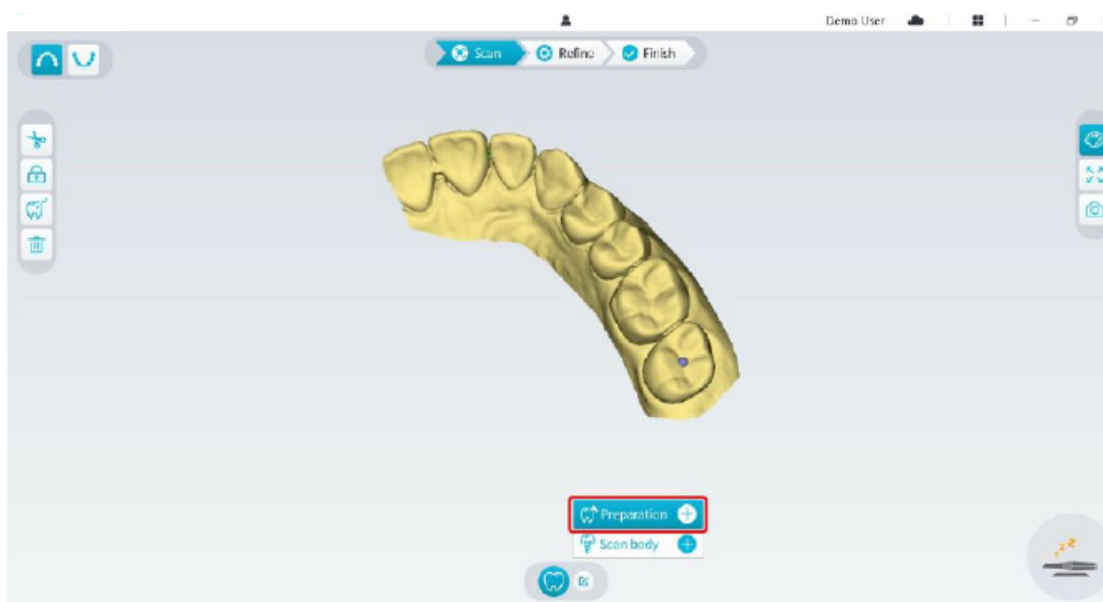 Demo User
Scan Refine Finish
Preparation
Scan body
z z z